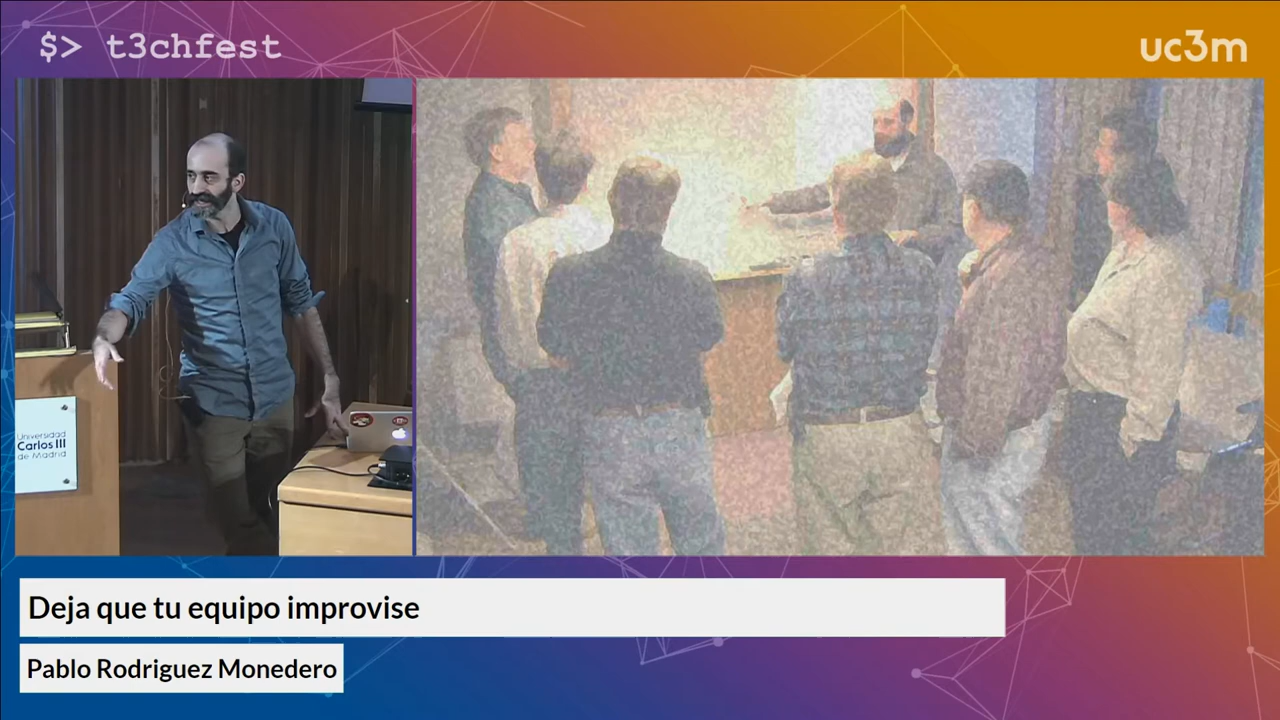 $> t3chfest
uc3m
Universidad
Carlos III
de Madrid
Deja que tu equipo improvise
Pablo Rodriguez Monedero